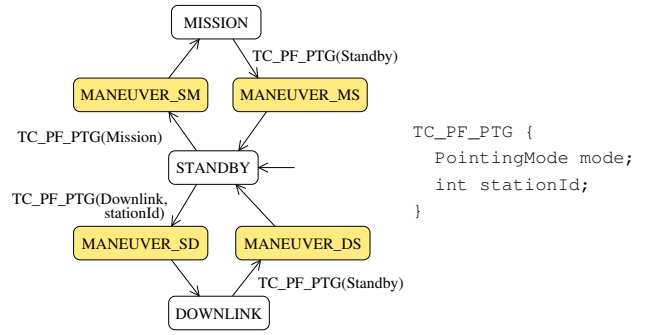 MISSION
TC_PF_PTG(Standby)
MANEUVER_SM
MANEUVER_MS
TC_PF_PTG(Mission)
STANDBY
TC_PF_PTG(Downlink,
stationId)
MANEUVER_SD
MANEUVER_DS
TC_PF_PTG(Standby)
DOWNLINK
TC_PF_PTG {
PointingMode mode;
int stationId;
}